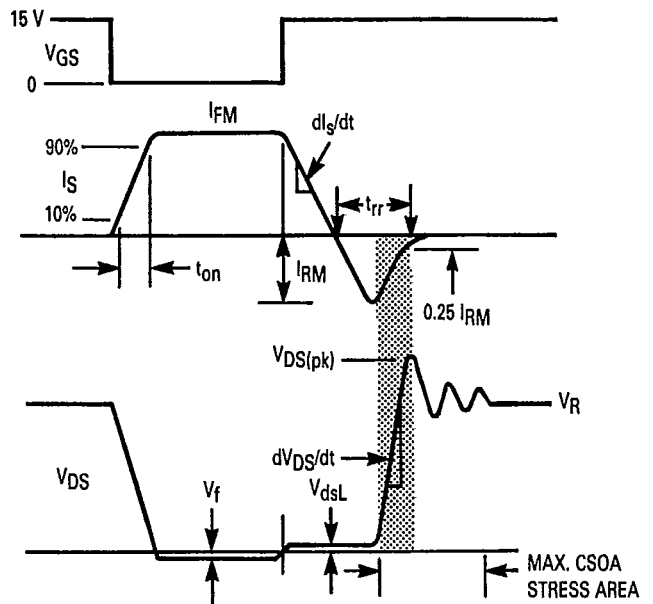 15 V
VGS
0
IFM
dIs/dt
90%
IS
trr
10%
ton
IRM
0.25 IRM
VDS(pk)
VR
VDS
dVDS/dt
Vf
VdsL
MAX. CSOA
STRESS AREA